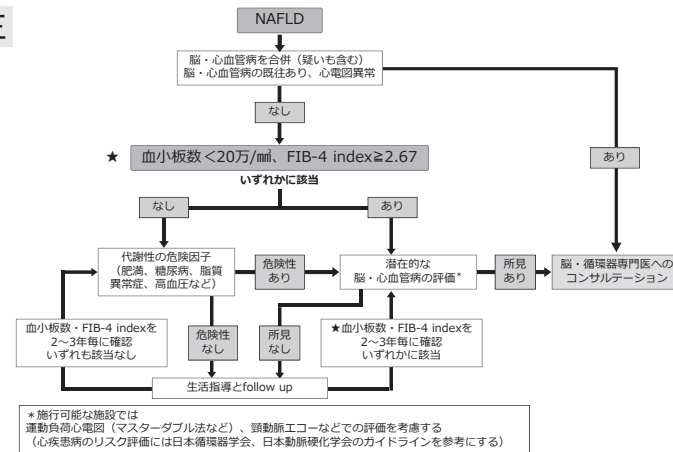 NAFLD
脳・心血管病を合併（疑いも含む）
脳・心血管病の既往あり、心電図異常
なし
あり
★ 血小板数＜20万/㎣、FIB-4 index≧2.67
いずれかに該当
なし
あり
代謝性の危険因子
（肥満、糖尿病、脂質
異常症、高血圧など）
危険性
あり
潜在的な
脳・心血管病の評価*
所見
あり
脳・循環器専門医への
コンサルテーション
血小板数・FIB-4 indexを
2〜3年毎に確認
いずれも該当なし
危険性
なし
所見
なし
★血小板数・FIB-4 indexを
2〜3年毎に確認
いずれかに該当
生活指導とfollow up
＊施行可能な施設では
運動負荷心電図（マスターダブル法など）、頸動脈エコーなどでの評価を考慮する
（心疾患病のリスク評価には日本循環器学会、日本動脈硬化学会のガイドラインを参考にする）